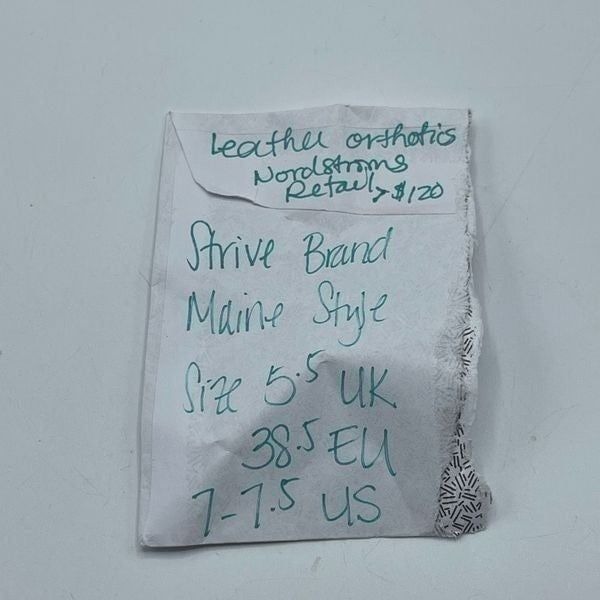 Leather orthotics
Nordstroms
Retail > $120
Strive Brand
Maine Style
Size 5.5 UK
38.5 EU
7-7.5 US